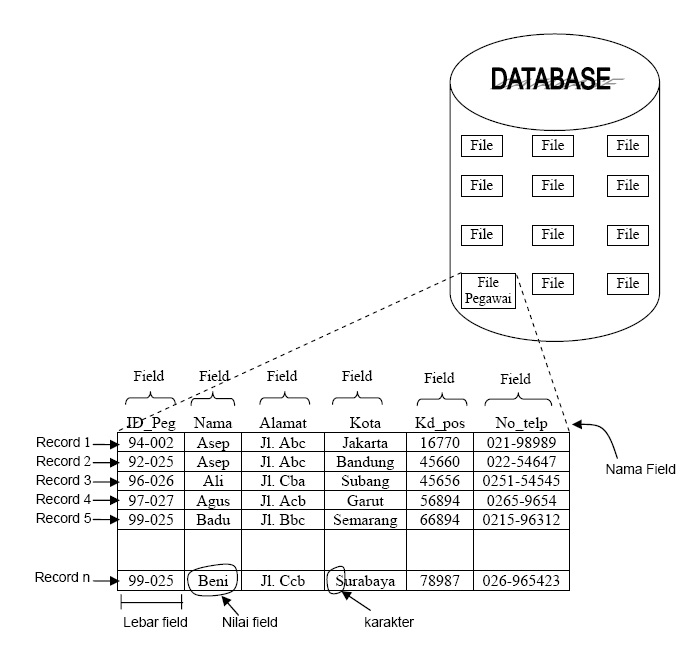 DATABASE
File File File
File File File
File File File
File File File
Pegawai
Field Field Field Field Field Field
ID_Peg Nama Alamat Kota Kd_pos No_telp
Record 1 94-002 Asep Jl. Abc Jakarta 16770 021-98989
Record 2 92-025 Asep Jl. Abc Bandung 45660 022-54647
Nama Field
Record 3 96-026 Ali Jl. Cba Subang 45656 0251-54545
Record 4 97-027 Agus Jl. Acb Garut 56894 0265-9654
Record 5 99-025 Badu Jl. Bbc Semarang 66894 0215-96312
Record n 99-025 Beni Jl. Ccb Surabaya 78987 026-965423
Lebar field Nilai field karakter